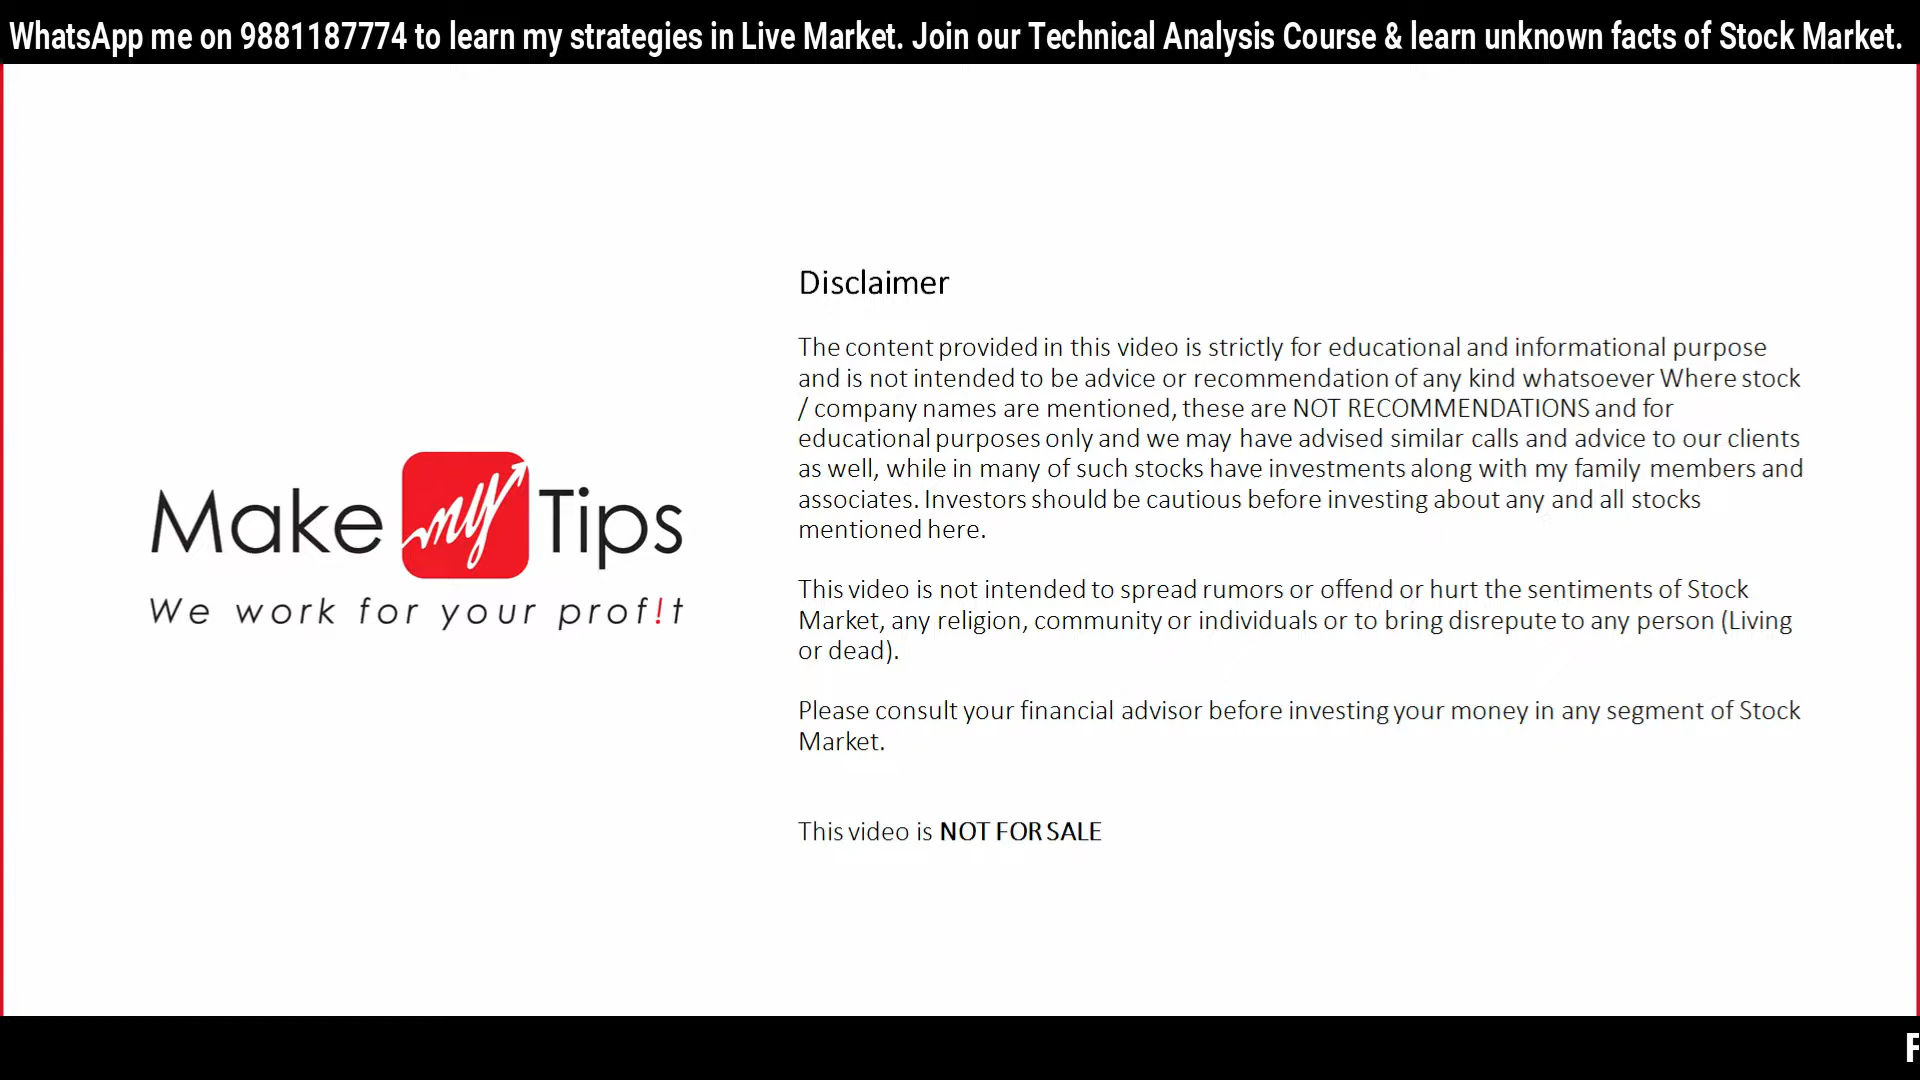 WhatsApp me on 9881187774 to learn my strategies in Live Market. Join our Technical Analysis Course & learn unknown facts of Stock Market.
Make my Tips
We work for your prof!t
Disclaimer
The content provided in this video is strictly for educational and informational purpose
and is not intended to be advice or recommendation of any kind whatsoever Where stock
/ company names are mentioned, these are NOT RECOMMENDATIONS and for
educational purposes only and we may have advised similar calls and advice to our clients
as well, while in many of such stocks have investments along with my family members and
associates. Investors should be cautious before investing about any and all stocks
mentioned here.
This video is not intended to spread rumors or offend or hurt the sentiments of Stock
Market, any religion, community or individuals or to bring disrepute to any person (Living
or dead).
Please consult your financial advisor before investing your money in any segment of Stock
Market.
This video is NOT FOR SALE
F